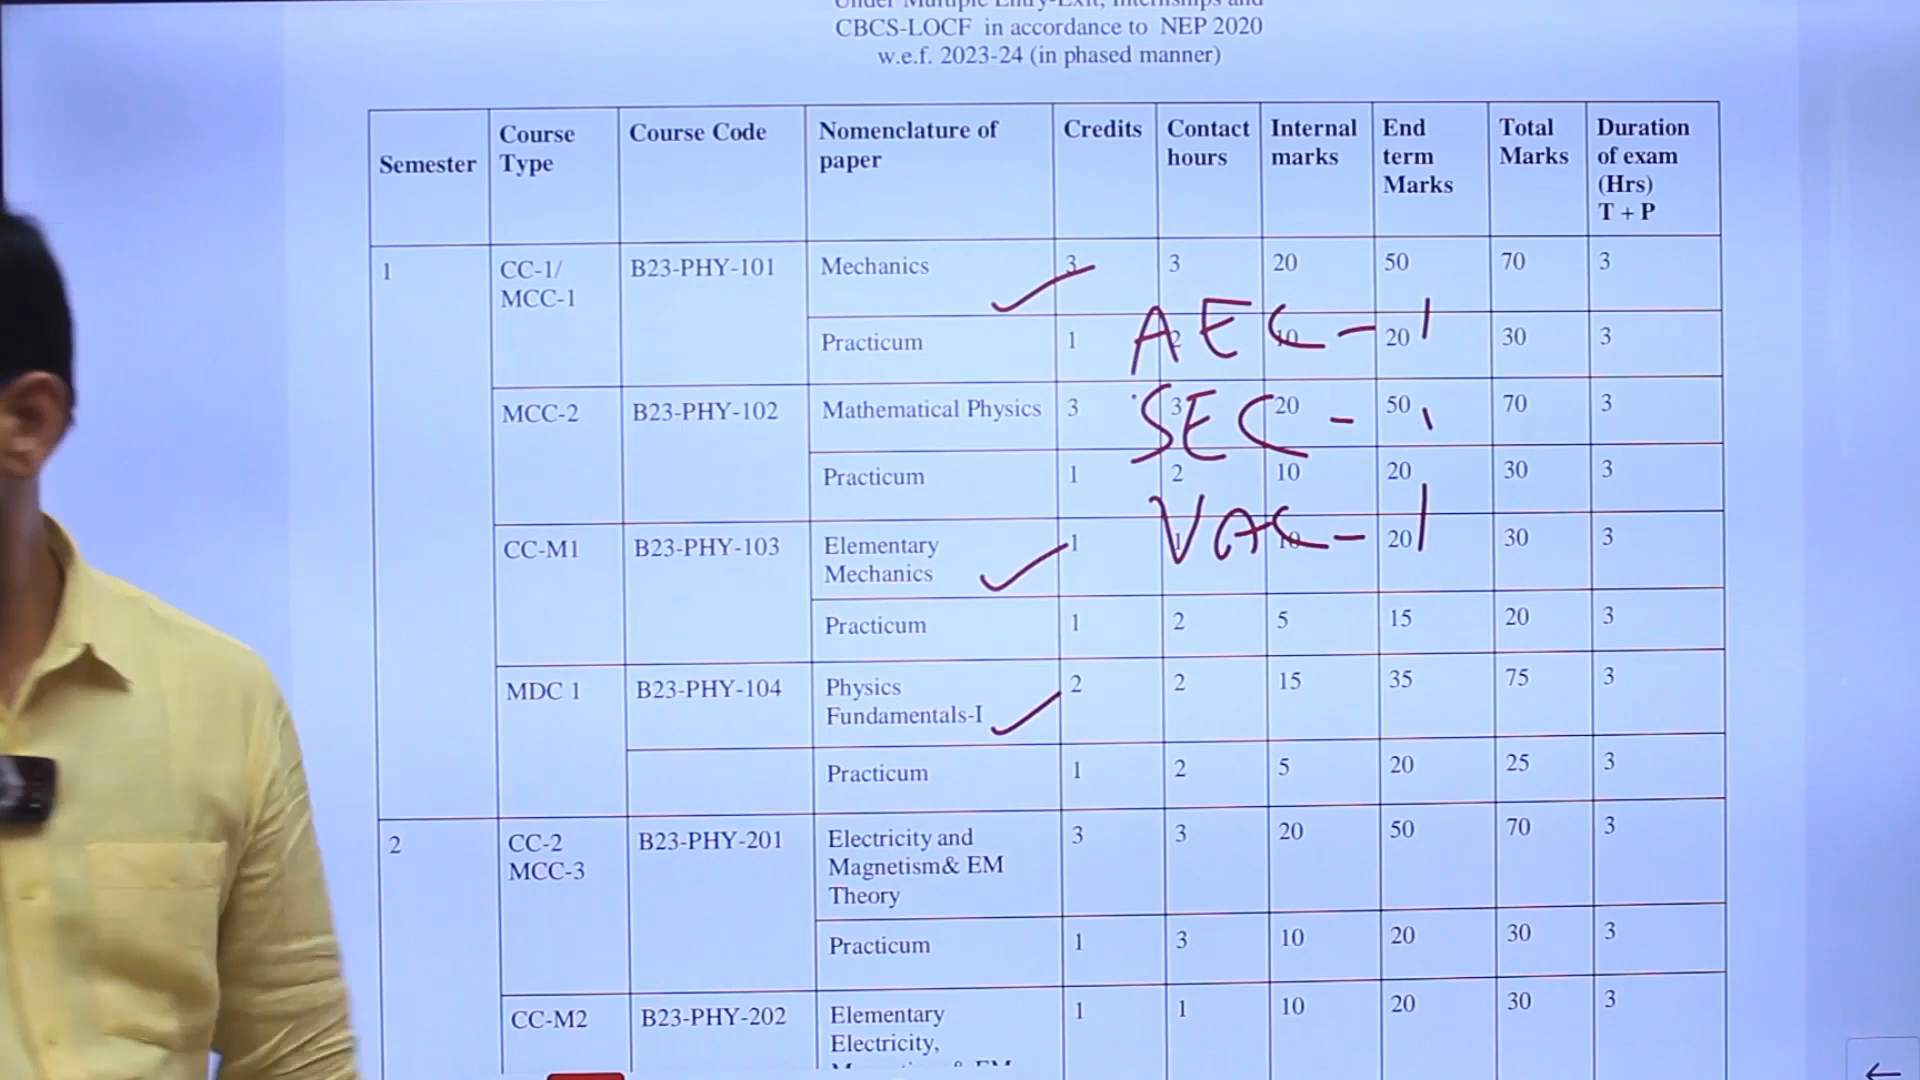 CBCS-LOCF in accordance to NEP 2020
w.e.f. 2023-24 (in phased manner)
Semester Course Type Course Code Nomenclature of paper Credits Contact hours Internal marks End term Marks Total Marks Duration of exam (Hrs) T + P
1 CC-1/ MCC-1 B23-PHY-101 Mechanics 3 3 20 50 70 3
Practicum 1 2 10 20 30 3
AEC - 1
MCC-2 B23-PHY-102 Mathematical Physics 3 3 20 50 70 3
SEC - 1
Practicum 1 2 10 20 30 3
CC-M1 B23-PHY-103 Elementary Mechanics 1 1 10 20 30 3
VAC - 1
Practicum 1 2 5 15 20 3
MDC 1 B23-PHY-104 Physics Fundamentals-I 2 2 15 35 75 3
Practicum 1 2 5 20 25 3
2 CC-2 MCC-3 B23-PHY-201 Electricity and Magnetism& EM Theory 3 3 20 50 70 3
Practicum 1 3 10 20 30 3
CC-M2 B23-PHY-202 Elementary Electricity, 1 1 10 20 30 3